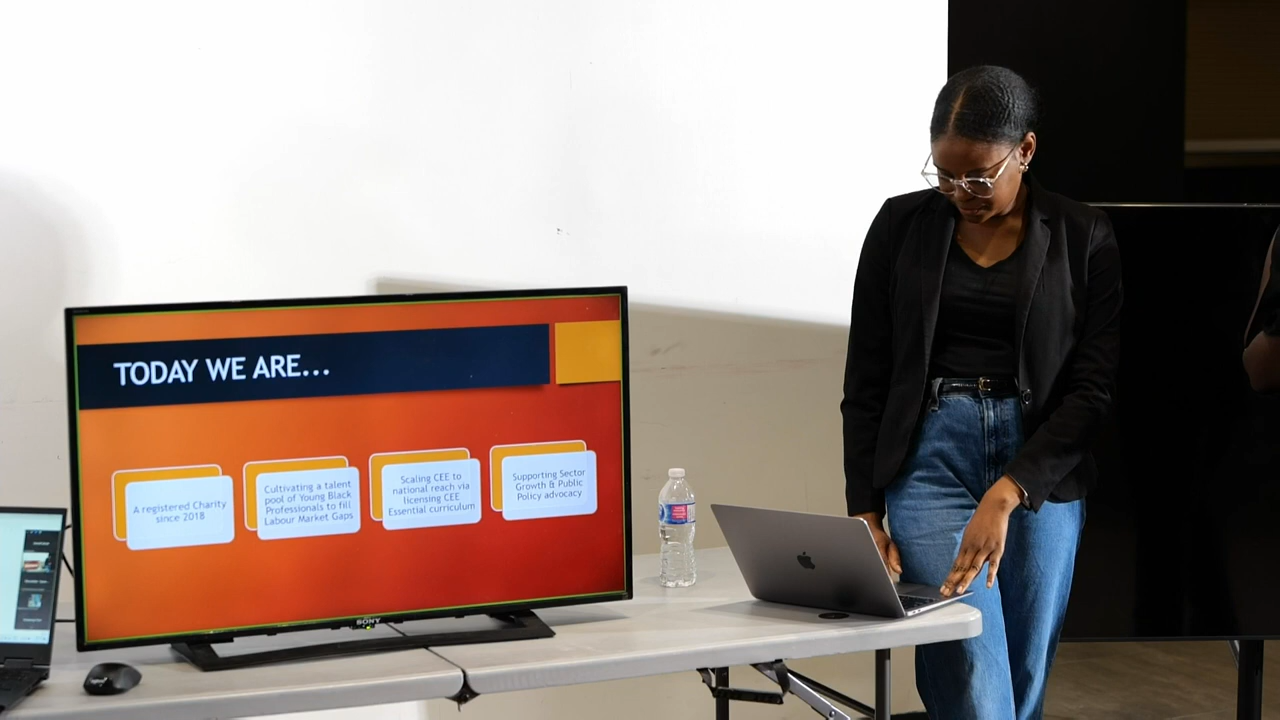 TODAY WE ARE...
A registered Charity
since 2018
Cultivating a talent
pool of Young Black
Professionals to fill
Labour Market Gaps
Scaling CEE to
national reach via
licensing CEE
Essential curriculum
Supporting Sector
Growth & Public
Policy advocacy
SONY